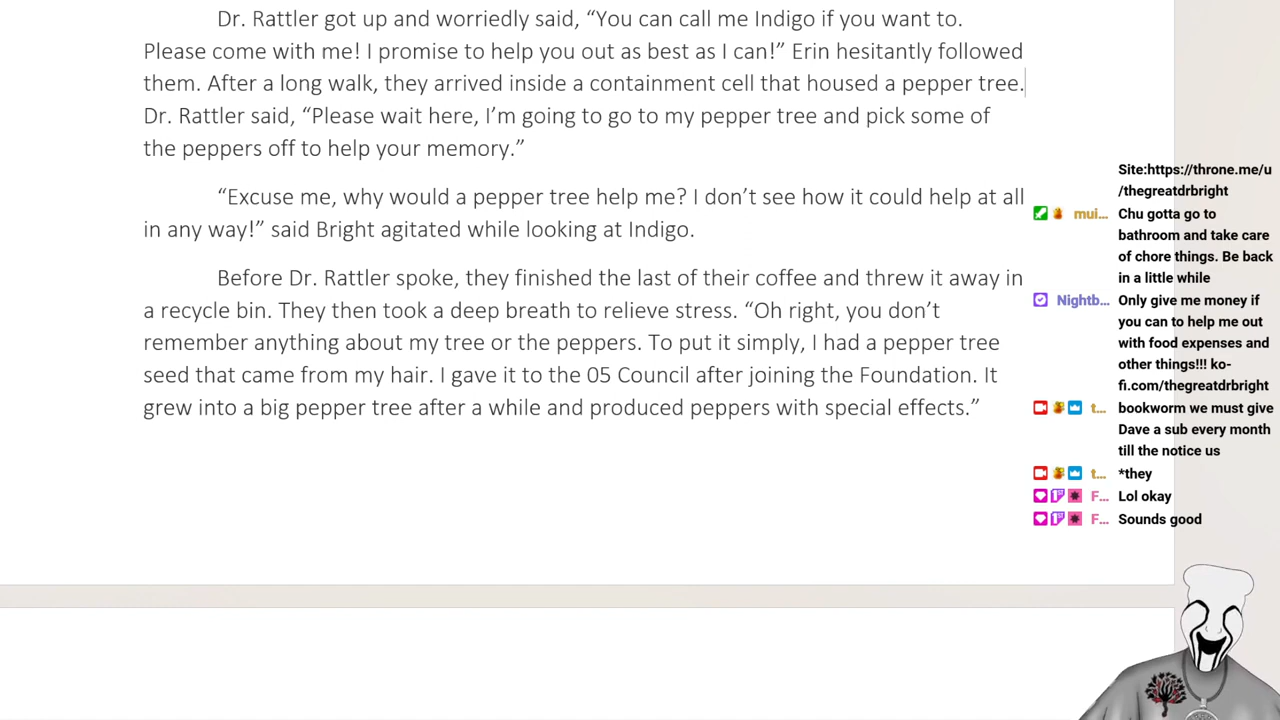 Dr. Rattler got up and worriedly said, “You can call me Indigo if you want to.
Please come with me! I promise to help you out as best as I can!” Erin hesitantly followed
them. After a long walk, they arrived inside a containment cell that housed a pepper tree.
Dr. Rattler said, “Please wait here, I’m going to go to my pepper tree and pick some of
the peppers off to help your memory.”
“Excuse me, why would a pepper tree help me? I don’t see how it could help at all
in any way!” said Bright agitated while looking at Indigo.
Before Dr. Rattler spoke, they finished the last of their coffee and threw it away in
a recycle bin. They then took a deep breath to relieve stress. “Oh right, you don’t
remember anything about my tree or the peppers. To put it simply, I had a pepper tree
seed that came from my hair. I gave it to the 05 Council after joining the Foundation. It
grew into a big pepper tree after a while and produced peppers with special effects.”
Site:https://throne.me/u
/thegreatdrbright
mui... Chu gotta go to
bathroom and take care
of chore things. Be back
in a little while
Nightb... Only give me money if
you can to help me out
with food expenses and
other things!!! ko-
fi.com/thegreatdrbright
t... bookworm we must give
Dave a sub every month
till the notice us
t... *they
F... Lol okay
F... Sounds good